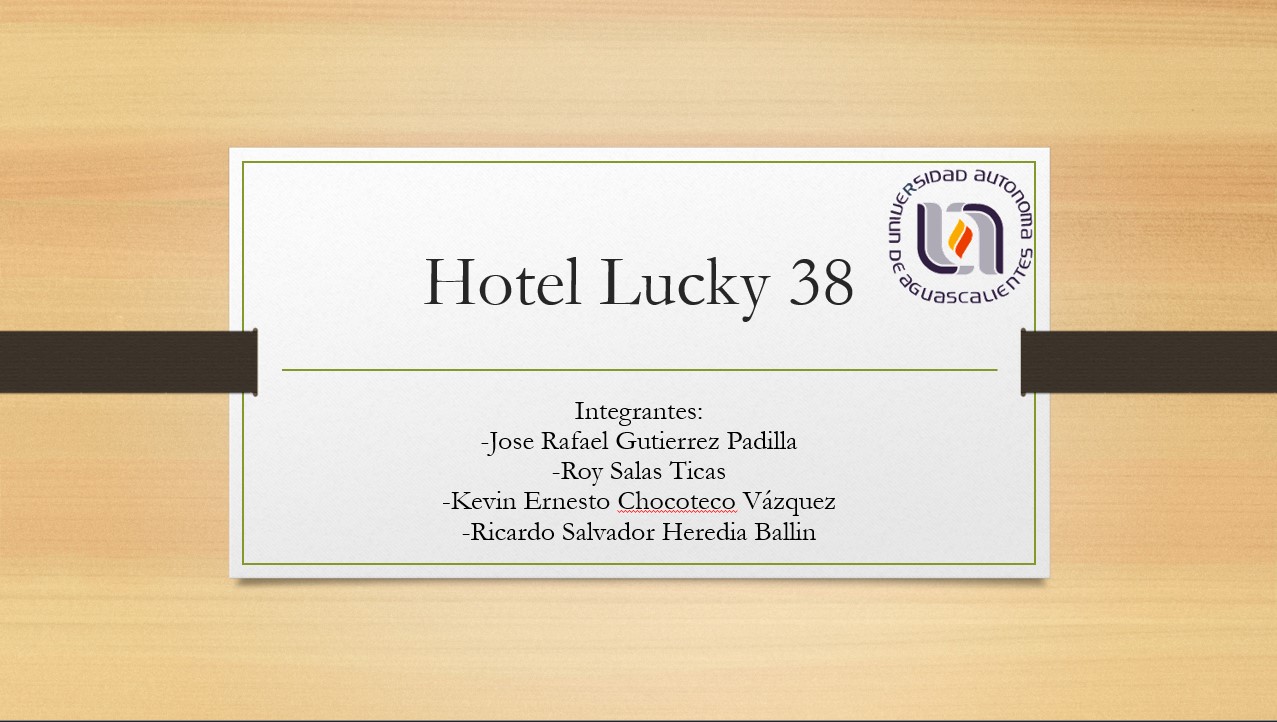 UNIVERSIDAD AUTONOMA
DE AGUASCALIENTES
Hotel Lucky 38
Integrantes:
-Jose Rafael Gutierrez Padilla
-Roy Salas Ticas
-Kevin Ernesto Chocoteco Vázquez
-Ricardo Salvador Heredia Ballin